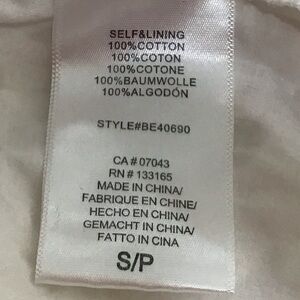 SELF&LINING
100%COTTON
100%COTON
100%COTONE
100%BAUMWOLLE
100%ALGODÓN
STYLE#BE40690
CA # 07043
RN # 133165
MADE IN CHINA/
FABRIQUE EN CHINE/
HECHO EN CHINA/
GEMACHT IN CHINA/
FATTO IN CINA
S/P